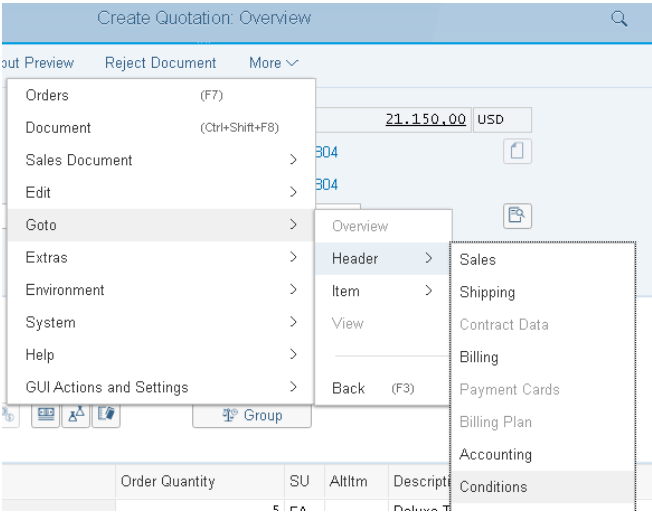 Create Quotation: Overview
out Preview Reject Document More
Orders (F7)
21.150,00 USD
Document (Ctrl+Shift+F8)
Sales Document
Edit
Goto
Overview
Extras
Header
Sales
Environment
Item
Shipping
System
View
Contract Data
Help
Billing
GUI Actions and Settings
Back (F3)
Payment Cards
Group
Billing Plan
Accounting
Order Quantity SU AltItm Descripti
Conditions
5 EA Deluxe T